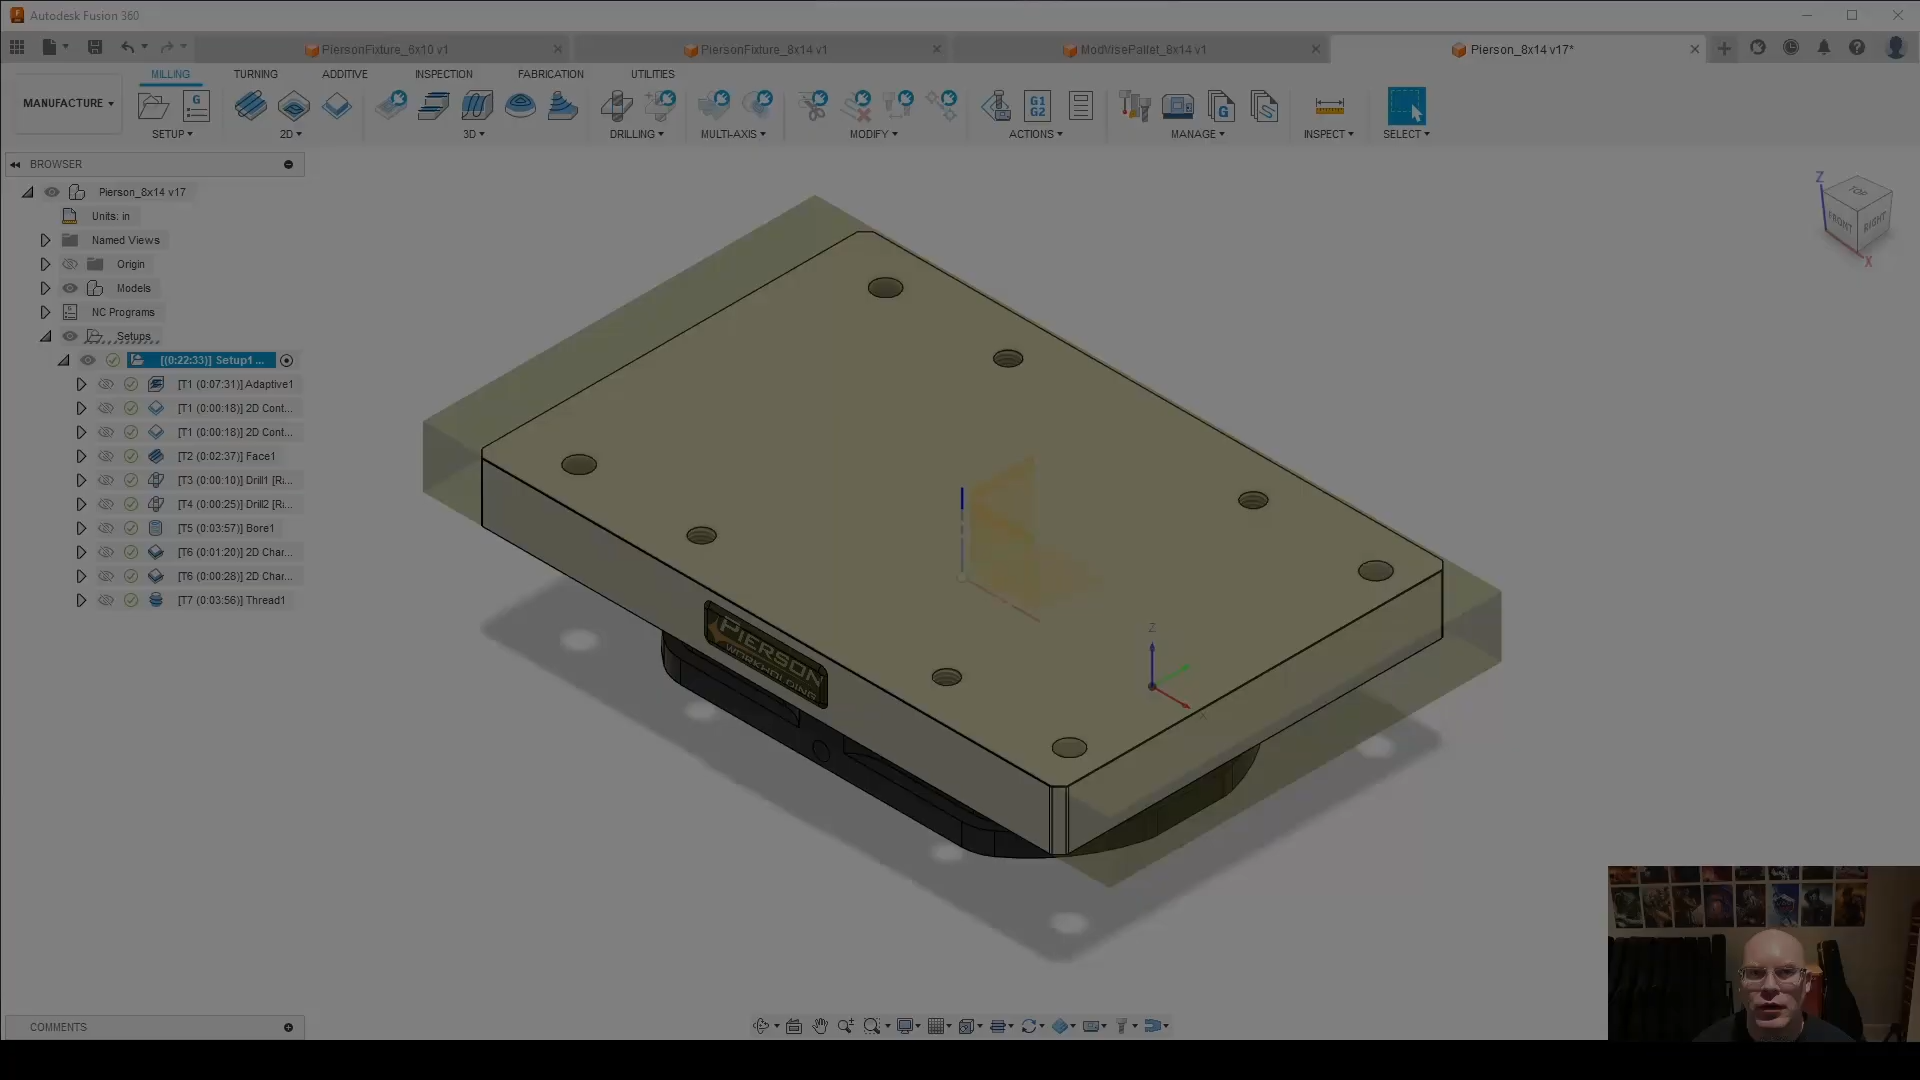 Autodesk Fusion 360
PiersonFixture_6x10 v1
PiersonFixture_8x14 v1
ModVisePallet_8x14 v1
Pierson_8x14 v17*
MILLING
TURNING
ADDITIVE
INSPECTION
FABRICATION
UTILITIES
MANUFACTURE
G
G1
G2
G
SETUP
2D
3D
DRILLING
MULTI-AXIS
MODIFY
ACTIONS
MANAGE
INSPECT
SELECT
BROWSER
Pierson_8x14 v17
Units: in
Named Views
Origin
Models
NC Programs
Setups
[(0:22:33)] Setup1 ...
[T1 (0:07:31)] Adaptive1
[T1 (0:00:18)] 2D Cont...
[T1 (0:00:18)] 2D Cont...
[T2 (0:02:37)] Face1
[T3 (0:00:10)] Drill1 [Ri...
[T4 (0:00:25)] Drill2 [Ri...
[T5 (0:03:57)] Bore1
[T6 (0:01:20)] 2D Char...
[T6 (0:00:28)] 2D Char...
[T7 (0:03:56)] Thread1
Z
TOP
FRONT
RIGHT
X
PIERSON
WORKHOLDING
Z
X
COMMENTS